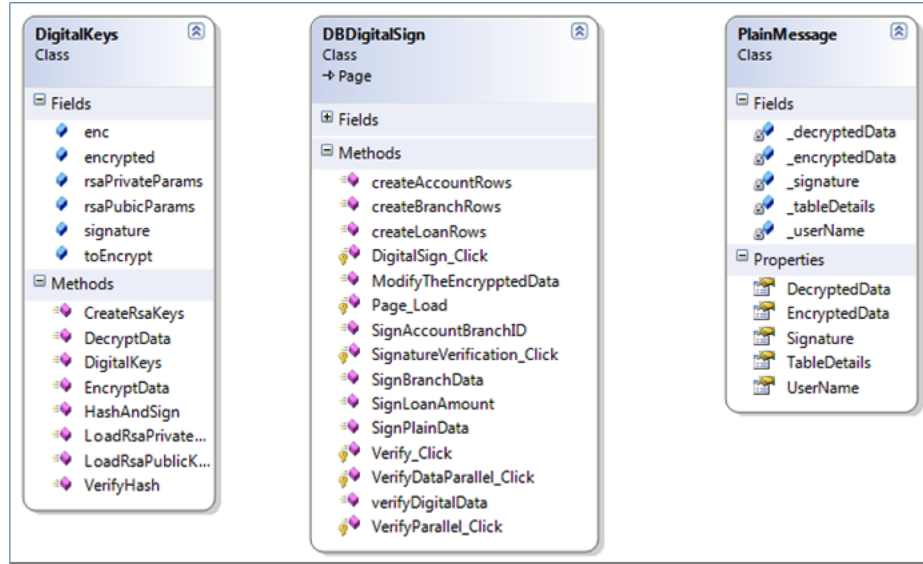 DigitalKeys
Class
Fields
enc
encrypted
rsaPrivateParams
rsaPubicParams
signature
toEncrypt
Methods
CreateRsaKeys
DecryptData
DigitalKeys
EncryptData
HashAndSign
LoadRsaPrivate...
LoadRsaPublicK...
VerifyHash
DBDigitalSign
Class
Page
Fields
Methods
createAccountRows
createBranchRows
createLoanRows
DigitalSign_Click
ModifyTheEncrypptedData
Page_Load
SignAccountBranchID
SignatureVerification_Click
SignBranchData
SignLoanAmount
SignPlainData
Verify_Click
VerifyDataParallel_Click
verifyDigitalData
VerifyParallel_Click
PlainMessage
Class
Fields
_decryptedData
_encryptedData
_signature
_tableDetails
_userName
Properties
DecryptedData
EncryptedData
Signature
TableDetails
UserName